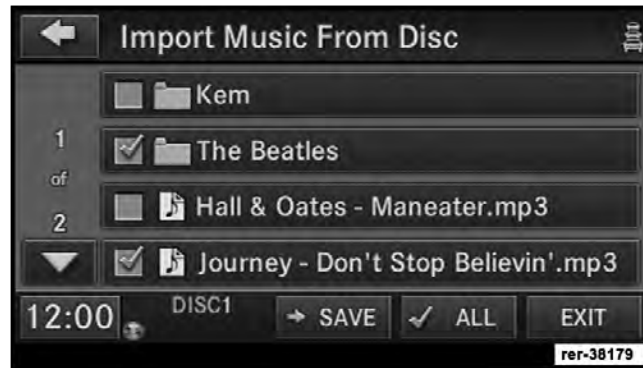 Import Music From Disc
Kem
1
of
2
The Beatles
Hall & Oates - Maneater.mp3
Journey - Don't Stop Believin'.mp3
12:00
DISC1
SAVE
ALL
EXIT
rer-38179